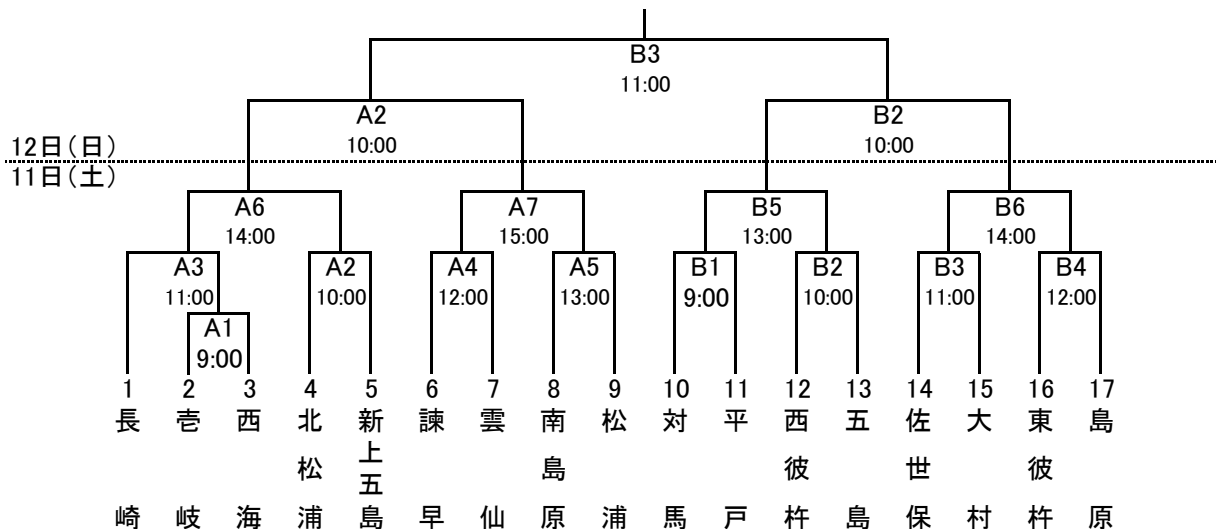 B3
11:00
A2 B2
12日(日) 10:00 10:00
11日(土)
A6 A7 B5 B6
14:00 15:00 13:00 14:00
A3 A2 A4 A5 B1 B2 B3 B4
11:00 10:00 12:00 13:00 9:00 10:00 11:00 12:00
A1
9:00
1 2 3 4 5 6 7 8 9 10 11 12 13 14 15 16 17
長崎 壱岐 西海 北松浦 新上五島 諫早 雲仙 南島原 松浦 対馬 平戸 西彼杵 五島 佐世保 大村 東彼杵 島原